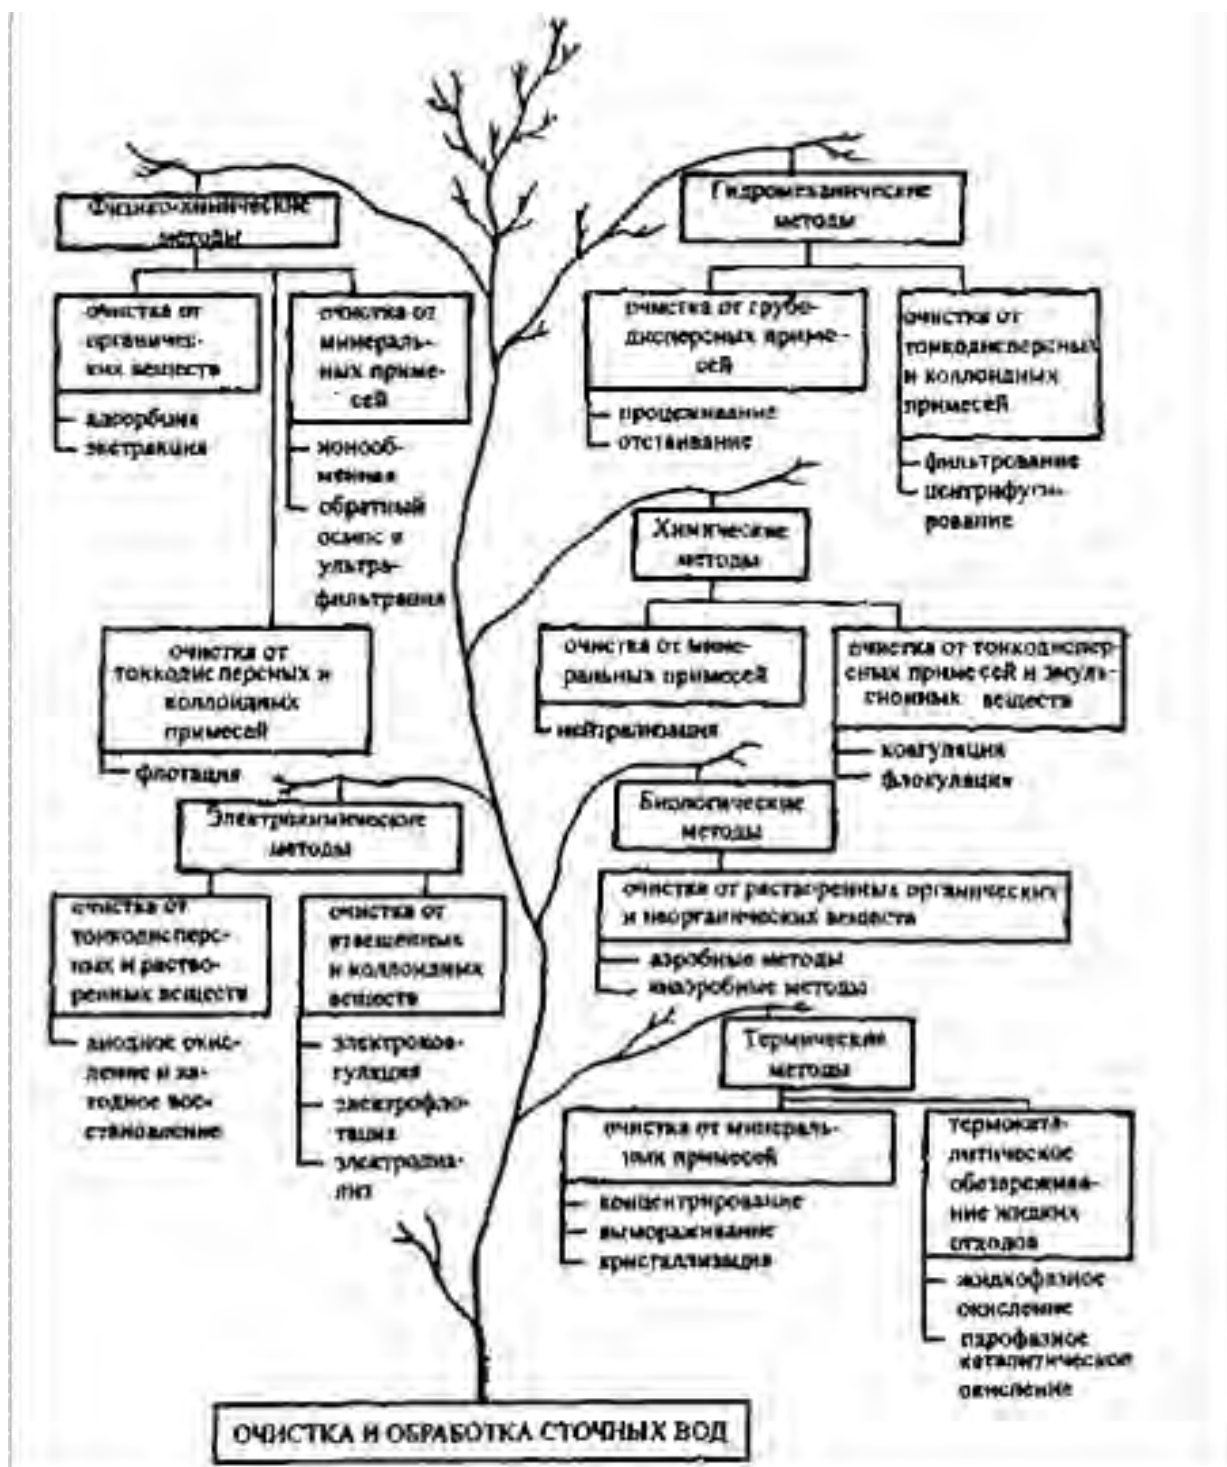 Физико-химические
методы
очистка от
органичес-
ких веществ
адсорбция
экстракция
очистка от
минераль-
ных приме-
сей
ионооб-
менная
обратный
осмос и
ультра-
фильтрация
очистка от
тонкодисперсных и
коллоидных
примесей
флотация
Гидромеханические
методы
очистка от грубо-
дисперсных приме-
сей
процеживание
отстаивание
очистка от
тонкодисперсных
и коллоидных
примесей
фильтрование
центрифуги-
рование
Химические
методы
очистка от мине-
ральных примесей
нейтрализация
очистка от тонкодиспер-
сных примесей и эмуль-
сионных веществ
коагуляция
флокуляция
Электрохимические
методы
очистка от
тонкодисперс-
ных и раство-
ренных веществ
анодное окис-
ление и ка-
тодное вос-
становление
очистка от
взвешенных
и коллоидных
веществ
электрокоа-
гуляция
электрофло-
тация
электродиа-
лиз
Биологические
методы
очистка от растворенных органических
и неорганических веществ
аэробные методы
анаэробные методы
Термические
методы
очистка от минераль-
ных примесей
концентрирование
вымораживание
кристаллизация
термоката-
литическое
обезврежива-
ние жидких
отходов
жидкофазное
окисление
парофазное
каталитическое
окисление
ОЧИСТКА И ОБРАБОТКА СТОЧНЫХ ВОД